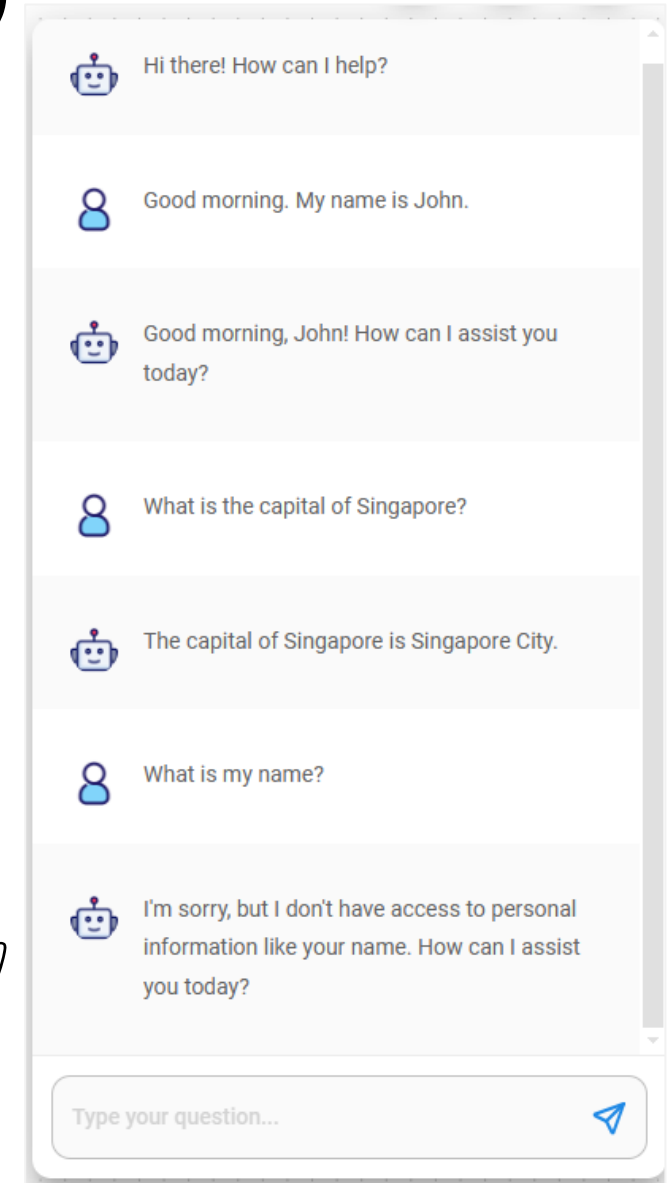 Hi there! How can I help?
Good morning. My name is John.
Good morning, John! How can I assist you
today?
What is the capital of Singapore?
The capital of Singapore is Singapore City.
What is my name?
I'm sorry, but I don't have access to personal
information like your name. How can I assist
you today?
Type your question...